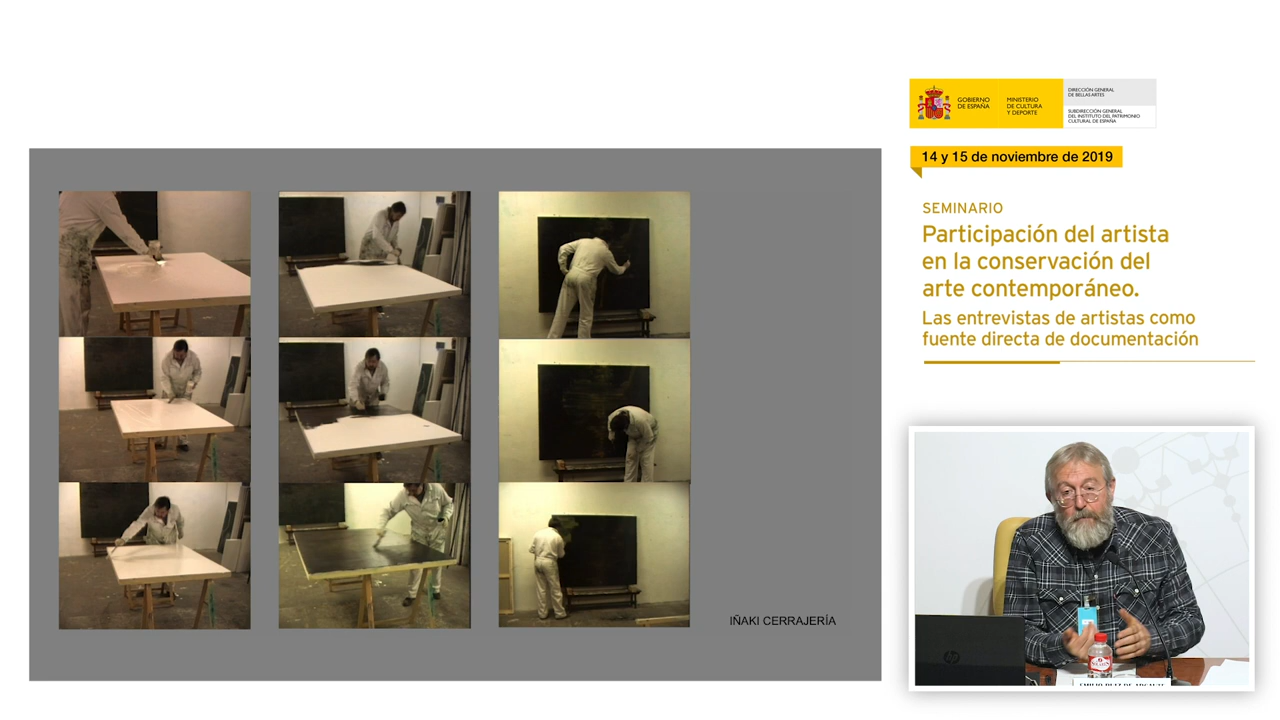 GOBIERNO
DE ESPAÑA
MINISTERIO
DE CULTURA
Y DEPORTE
DIRECCIÓN GENERAL
DE BELLAS ARTES
SUBDIRECCIÓN GENERAL
DEL INSTITUTO DEL PATRIMONIO
CULTURAL DE ESPAÑA
14 y 15 de noviembre de 2019
SEMINARIO
Participación del artista
en la conservación del
arte contemporáneo.
Las entrevistas de artistas como
fuente directa de documentación
IÑAKI CERRAJERÍA
hp